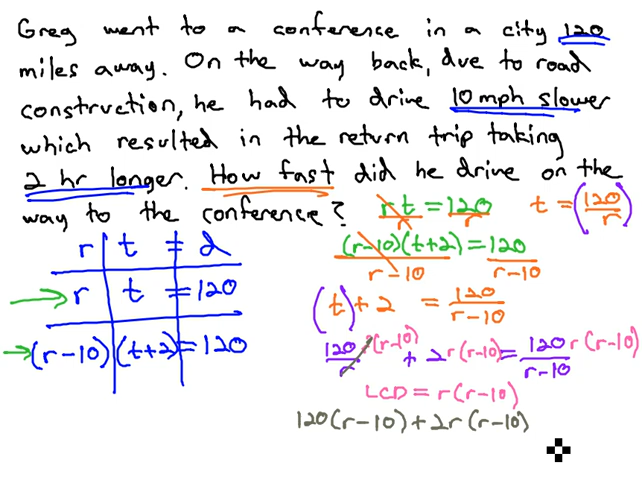 Greg went to a conference in a city 120
miles away. On the way back, due to road
construction, he had to drive 10 mph slower
which resulted in the return trip taking
2 hr longer. How fast did he drive on the
way to the conference?
r t = d
r t = 120
(r-10) (t+2) = 120
rt/r = 120/r t = (120/r)
(r-10)(t+2)/r-10 = 120/r-10
(t) + 2 = 120/r-10
120/r r(r-10) + 2r(r-10) = 120/r-10 r(r-10)
LCD = r(r-10)
120(r-10) + 2r(r-10)